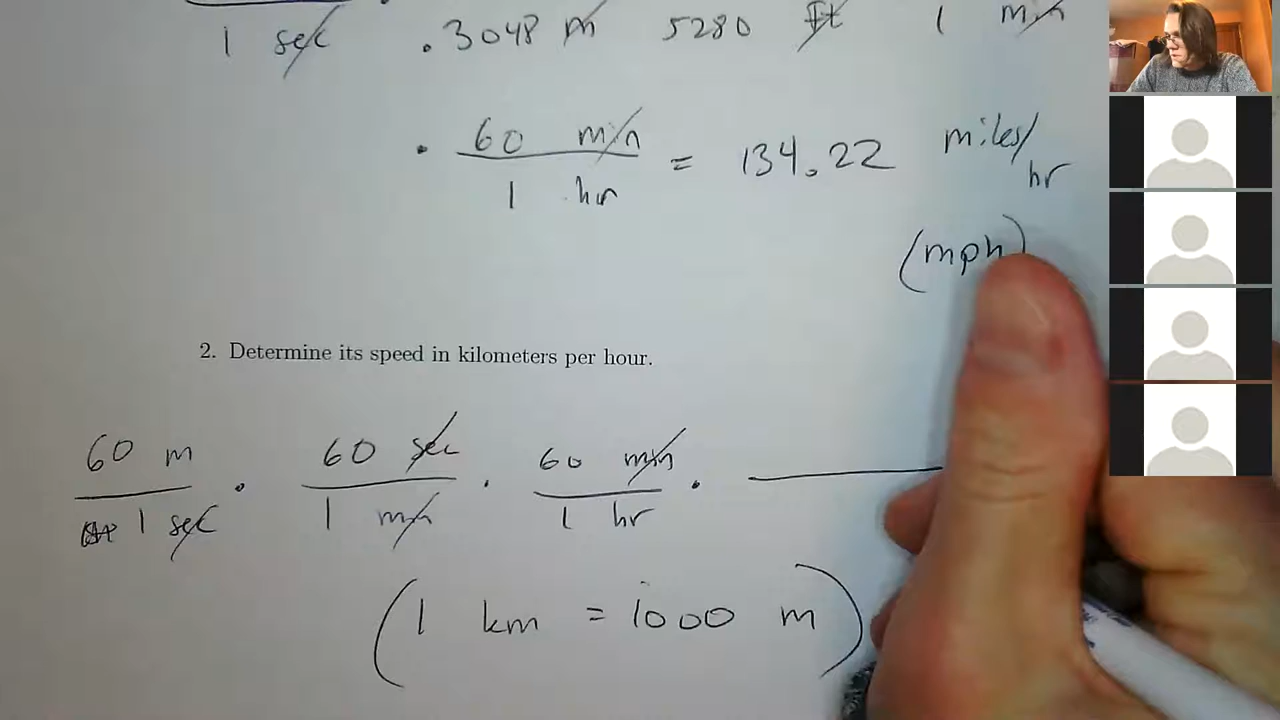 1 sec .3048 m 5280 ft 1 min
· 60 min / 1 hr = 134.22 miles/hr
(mph)
2. Determine its speed in kilometers per hour.
60 m / 1 sec · 60 sec / 1 min · 60 min / 1 hr ·
(1 km = 1000 m)